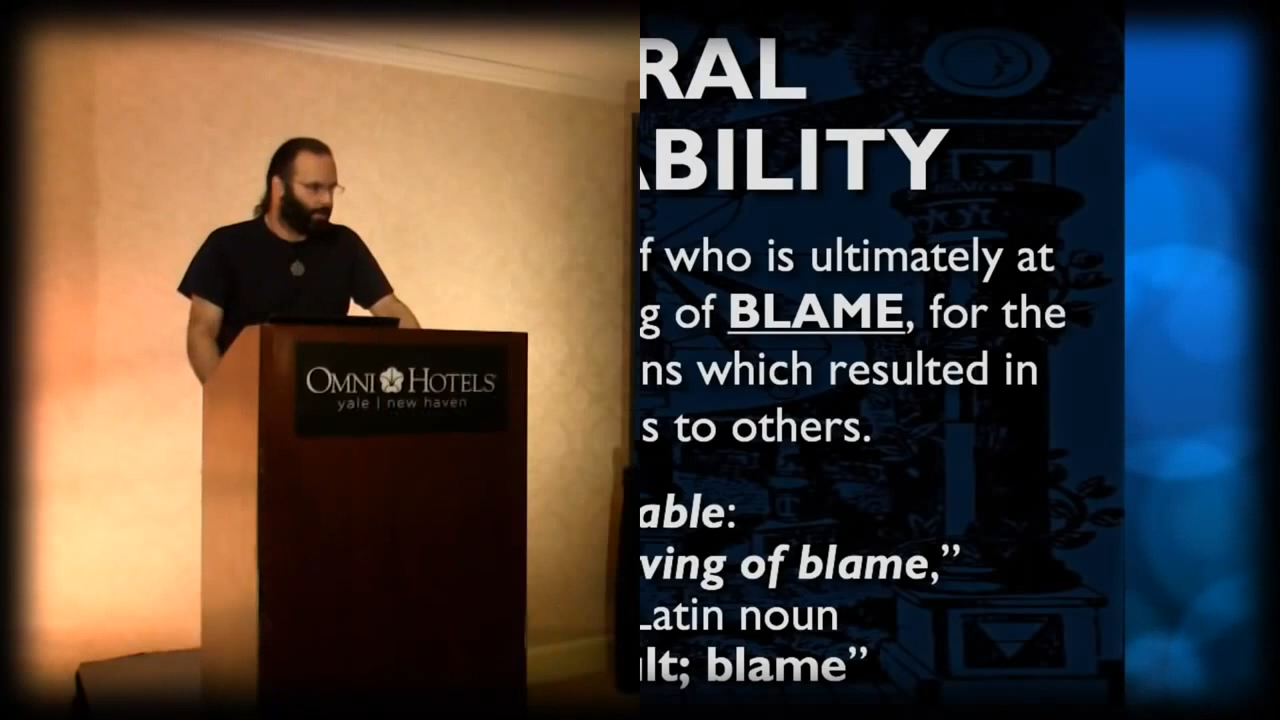 OMNI HOTELS
yale | new haven
RAL
ABILITY
f who is ultimately at
g of BLAME, for the
ns which resulted in
s to others.
able:
ving of blame,”
Latin noun
lt; blame”